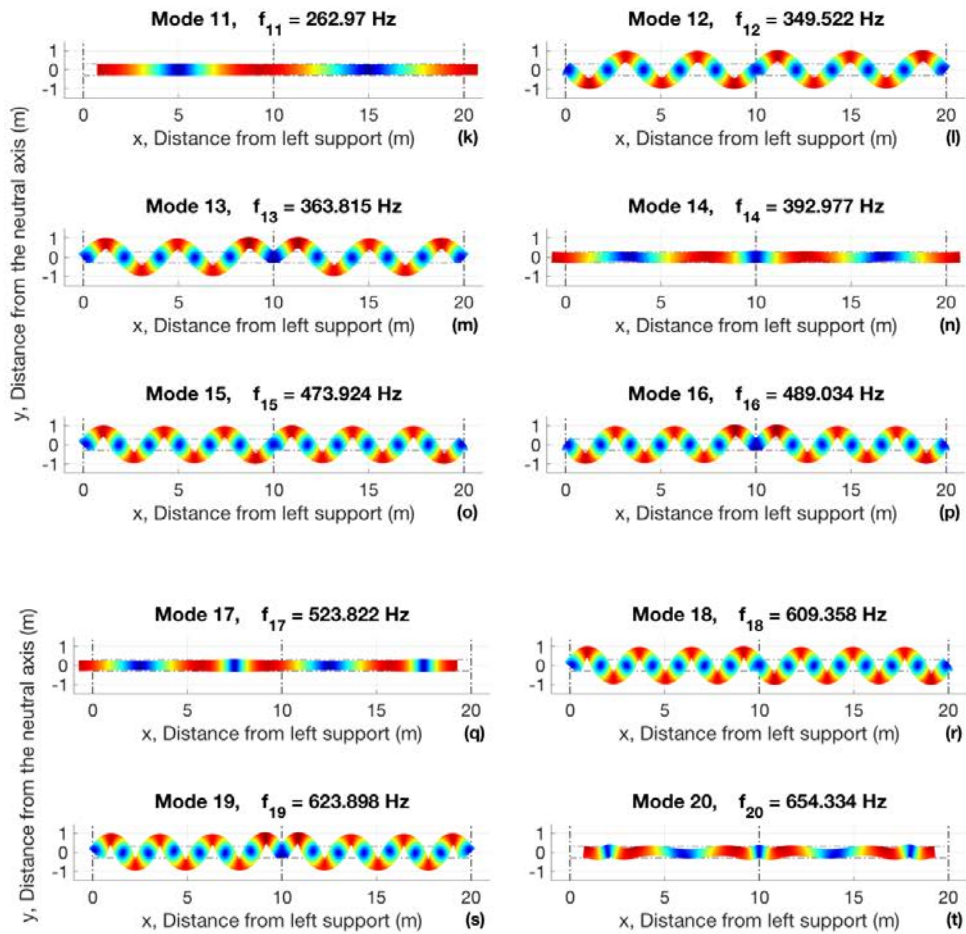 Mode 11, f11 = 262.97 Hz
1
0
-1
0 5 10 15 20
x, Distance from left support (m) (k)
Mode 12, f12 = 349.522 Hz
1
0
-1
0 5 10 15 20
x, Distance from left support (m) (l)
y, Distance from the neutral axis (m)
Mode 13, f13 = 363.815 Hz
1
0
-1
0 5 10 15 20
x, Distance from left support (m) (m)
Mode 14, f14 = 392.977 Hz
1
0
-1
0 5 10 15 20
x, Distance from left support (m) (n)
Mode 15, f15 = 473.924 Hz
1
0
-1
0 5 10 15 20
x, Distance from left support (m) (o)
Mode 16, f16 = 489.034 Hz
1
0
-1
0 5 10 15 20
x, Distance from left support (m) (p)
y, Distance from the neutral axis (m)
Mode 17, f17 = 523.822 Hz
1
0
-1
0 5 10 15 20
x, Distance from left support (m) (q)
Mode 18, f18 = 609.358 Hz
1
0
-1
0 5 10 15 20
x, Distance from left support (m) (r)
Mode 19, f19 = 623.898 Hz
1
0
-1
0 5 10 15 20
x, Distance from left support (m) (s)
Mode 20, f20 = 654.334 Hz
1
0
-1
0 5 10 15 20
x, Distance from left support (m) (t)